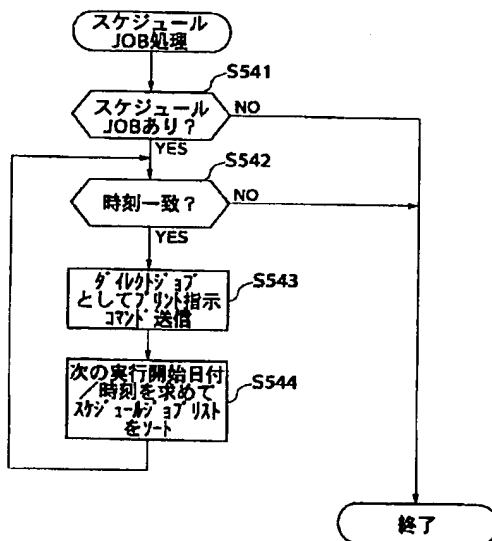 スケジュール
JOB処理
S541
スケジュール
JOBあり?
NO
YES
S542
時刻一致?
NO
YES
S543
ダイレクトジョブ
としてプリント指示
コマンド送信
S544
次の実行開始日付
/時刻を求めて
スケジュールジョブリスト
をソート
終了